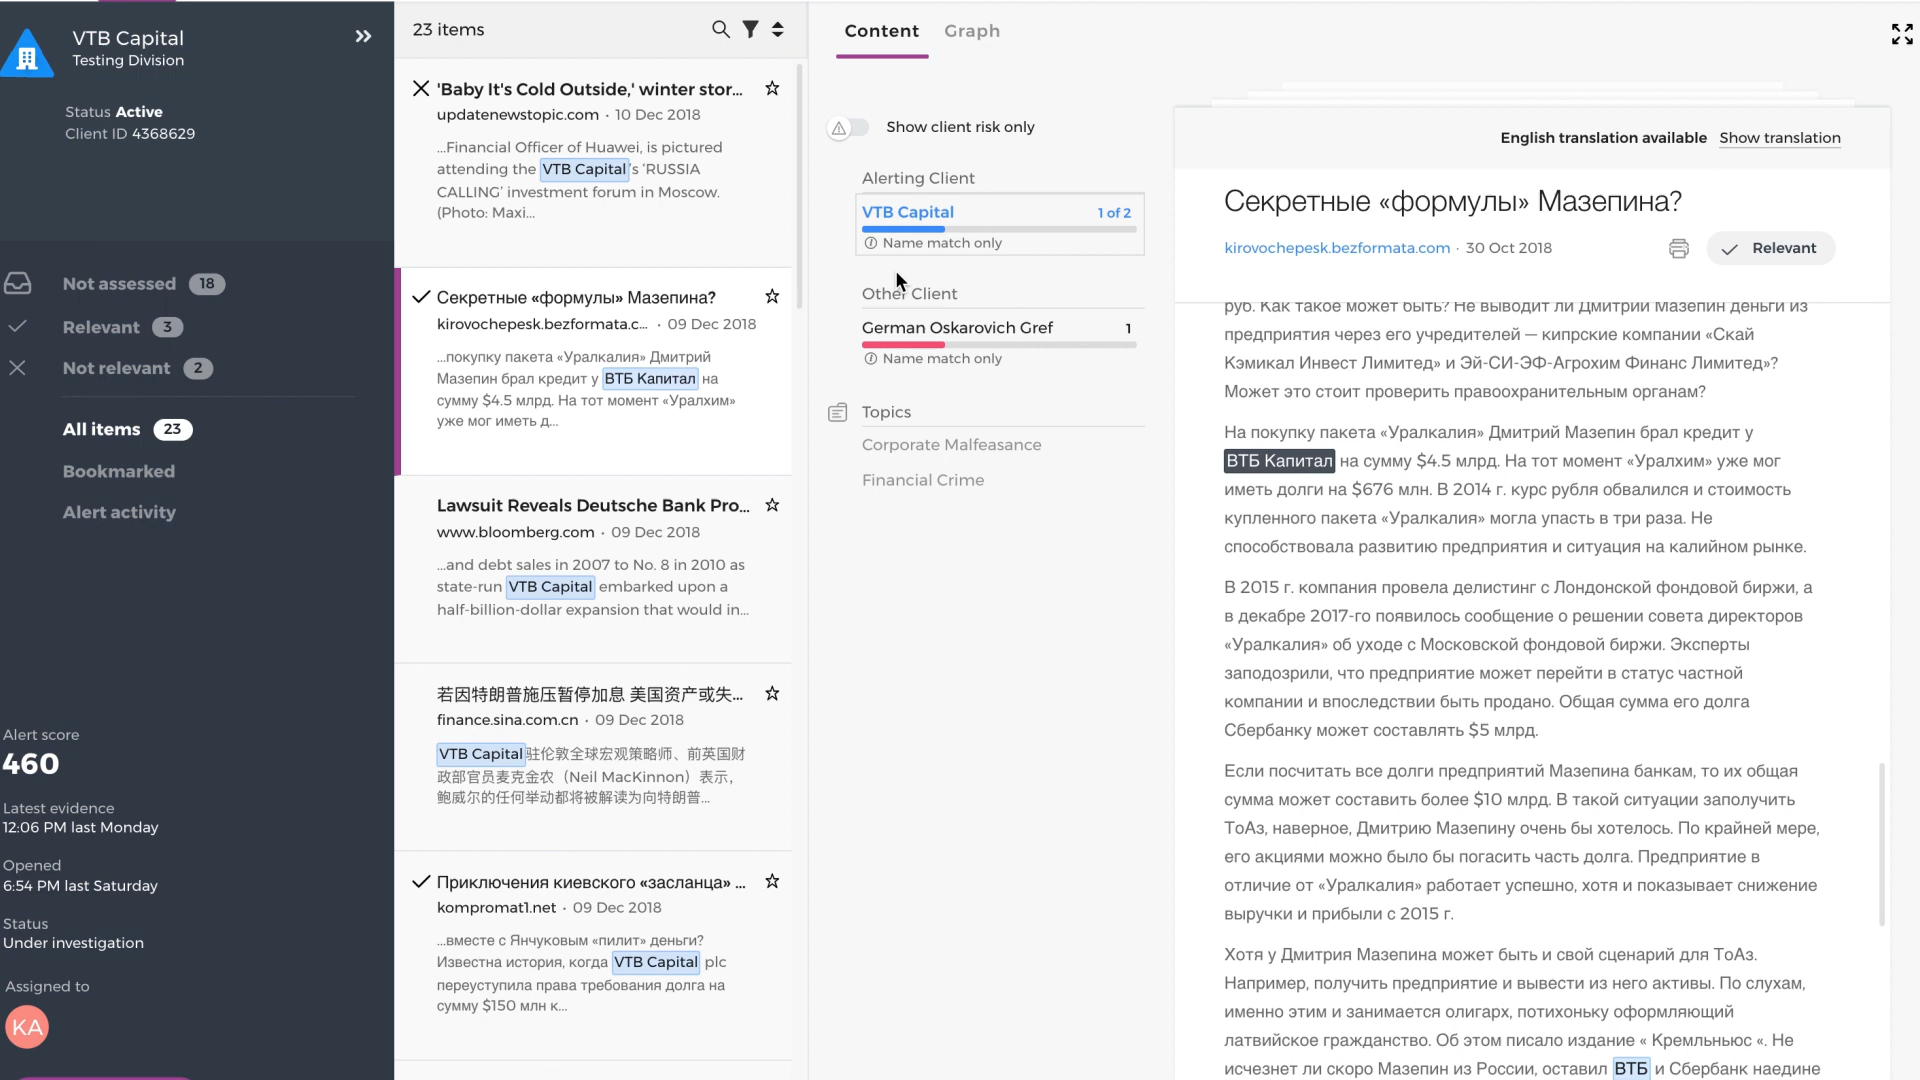 VTB Capital
Testing Division
Status Active
Client ID 4368629
Not assessed 18
Relevant 3
Not relevant 2
All items 23
Bookmarked
Alert activity
Alert score
460
Latest evidence
12:06 PM last Monday
Opened
6:54 PM last Saturday
Status
Under investigation
Assigned to
KA
23 items
'Baby It's Cold Outside,' winter stor...
updatenewstopic.com · 10 Dec 2018
...Financial Officer of Huawei, is pictured
attending the VTB Capital's 'RUSSIA
CALLING' investment forum in Moscow.
(Photo: Maxi...
Секретные «формулы» Мазепина?
kirovochepesk.bezformata.c... · 09 Dec 2018
...покупку пакета «Уралкалия» Дмитрий
Мазепин брал кредит у ВТБ Капитал на
сумму $4.5 млрд. На тот момент «Уралхим»
уже мог иметь д...
Lawsuit Reveals Deutsche Bank Pro...
www.bloomberg.com · 09 Dec 2018
...and debt sales in 2007 to No. 8 in 2010 as
state-run VTB Capital embarked upon a
half-billion-dollar expansion that would in...
若因特朗普施压暂停加息 美国资产或失...
finance.sina.com.cn · 09 Dec 2018
VTB Capital驻伦敦全球宏观策略师、前英国财
政部官员麦克金农（Neil MacKinnon）表示，
鲍威尔的任何举动都将被解读为向特朗普...
Приключения киевского «засланца» ...
kompromat1.net · 09 Dec 2018
...вместе с Янчуковым «пилит» деньги?
Известна история, когда VTB Capital plc
переуступила права требования долга на
сумму $150 млн к...
Content Graph
Show client risk only
Alerting Client
VTB Capital 1 of 2
Name match only
Other Client
German Oskarovich Gref 1
Name match only
Topics
Corporate Malfeasance
Financial Crime
English translation available Show translation
Секретные «формулы» Мазепина?
kirovochepesk.bezformata.com · 30 Oct 2018
Relevant
руб. Как такое может быть? Не выводит ли Дмитрий Мазепин деньги из
предприятия через его учредителей — кипрские компании «Скай
Кэмикал Инвест Лимитед» и Эй-СИ-ЭФ-Агрохим Финанс Лимитед»?
Может это стоит проверить правоохранительным органам?
На покупку пакета «Уралкалия» Дмитрий Мазепин брал кредит у
ВТБ Капитал на сумму $4.5 млрд. На тот момент «Уралхим» уже мог
иметь долги на $676 млн. В 2014 г. курс рубля обвалился и стоимость
купленного пакета «Уралкалия» могла упасть в три раза. Не
способствовала развитию предприятия и ситуация на калийном рынке.
В 2015 г. компания провела делистинг с Лондонской фондовой биржи, а
в декабре 2017-го появилось сообщение о решении совета директоров
«Уралкалия» об уходе с Московской фондовой биржи. Эксперты
заподозрили, что предприятие может перейти в статус частной
компании и впоследствии быть продано. Общая сумма его долга
Сбербанку может составлять $5 млрд.
Если посчитать все долги предприятий Мазепина банкам, то их общая
сумма может составить более $10 млрд. В такой ситуации заполучить
ТоАз, наверное, Дмитрию Мазепину очень бы хотелось. По крайней мере,
его акциями можно было бы погасить часть долга. Предприятие в
отличие от «Уралкалия» работает успешно, хотя и показывает снижение
выручки и прибыли с 2015 г.
Хотя у Дмитрия Мазепина может быть и свой сценарий для ТоАз.
Например, получить предприятие и вывести из него активы. По слухам,
именно этим и занимается олигарх, потихоньку оформляющий
латвийское гражданство. Об этом писало издание « Кремльньюс «. Не
исчезнет ли скоро Мазепин из России, оставил ВТБ и Сбербанк наедине